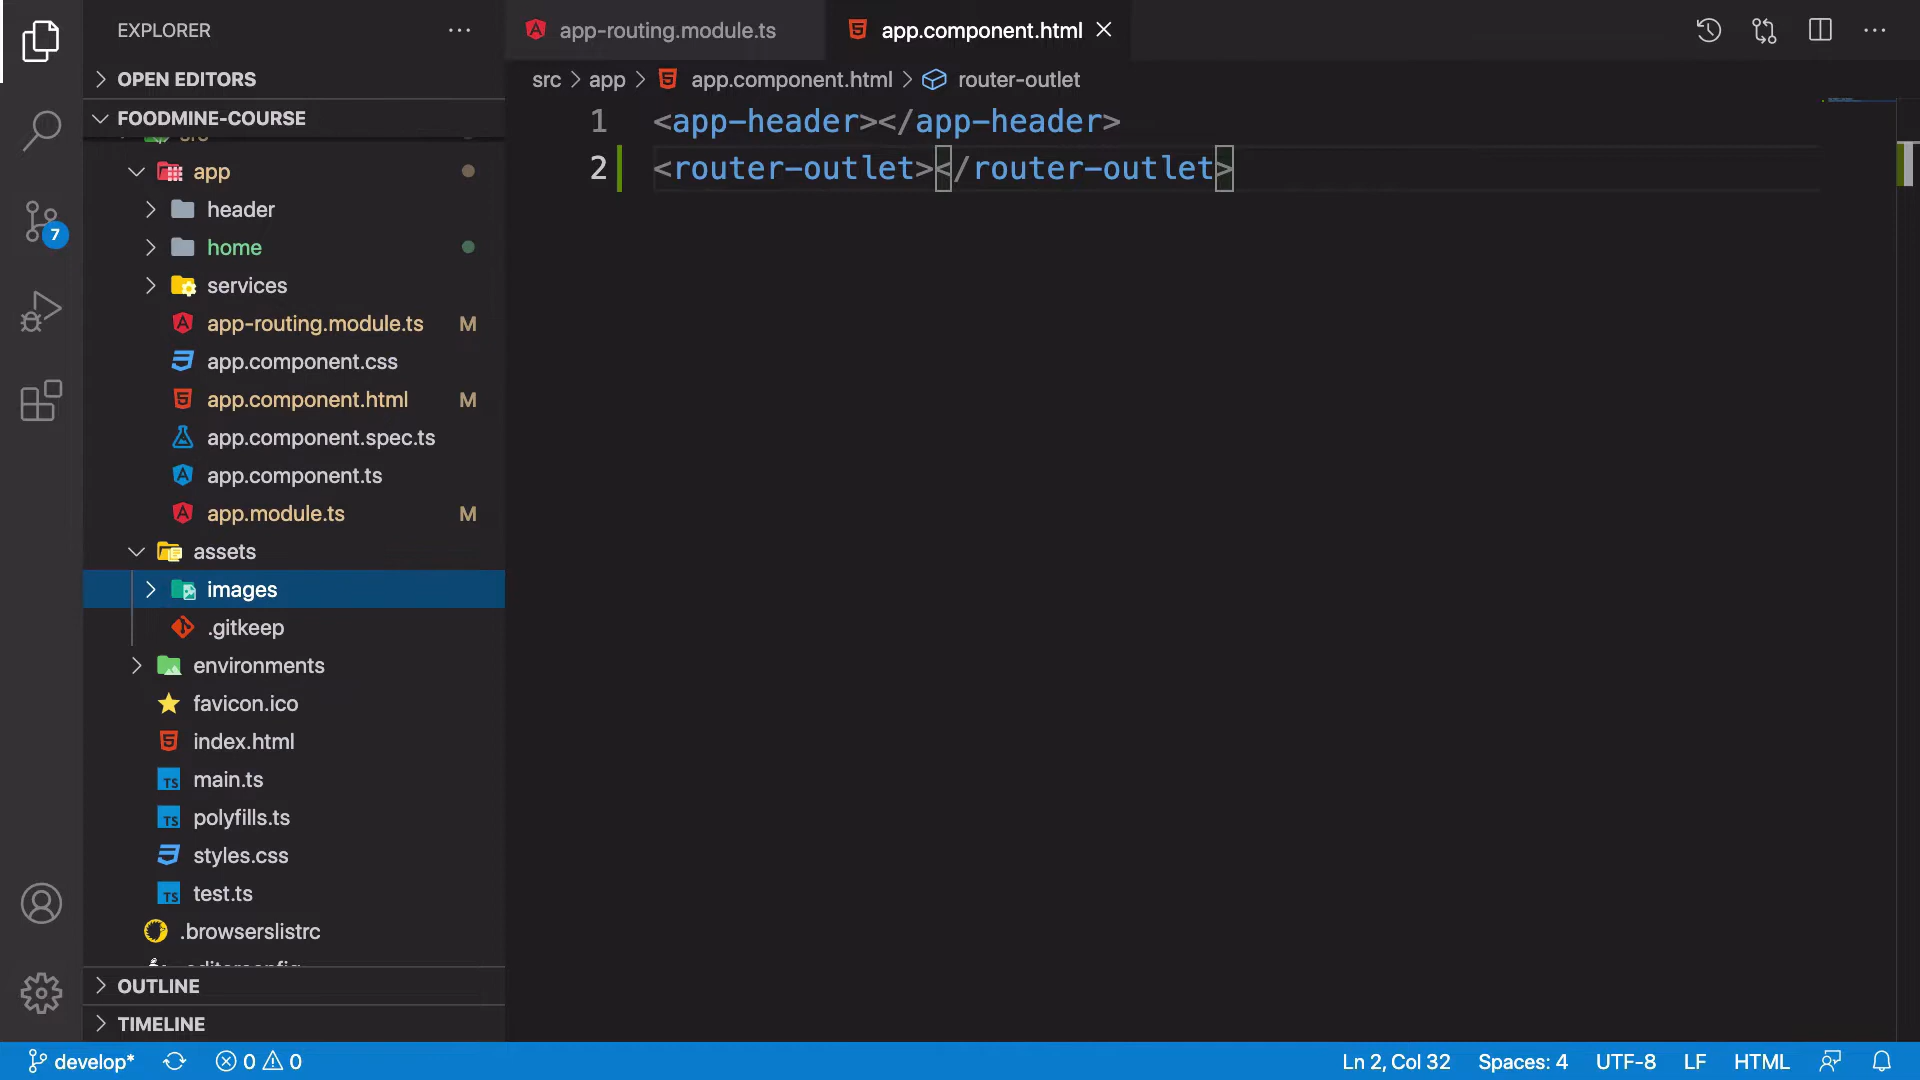 EXPLORER
OPEN EDITORS
FOODMINE-COURSE
app
header
home
services
app-routing.module.ts M
app.component.css
app.component.html M
app.component.spec.ts
app.component.ts
app.module.ts M
assets
images
.gitkeep
environments
favicon.ico
index.html
main.ts
polyfills.ts
styles.css
test.ts
.browserslistrc
OUTLINE
TIMELINE
7
app-routing.module.ts app.component.html
src > app > app.component.html > router-outlet
1 <app-header></app-header>
2 <router-outlet></router-outlet>
develop* 0 0 Ln 2, Col 32 Spaces: 4 UTF-8 LF HTML